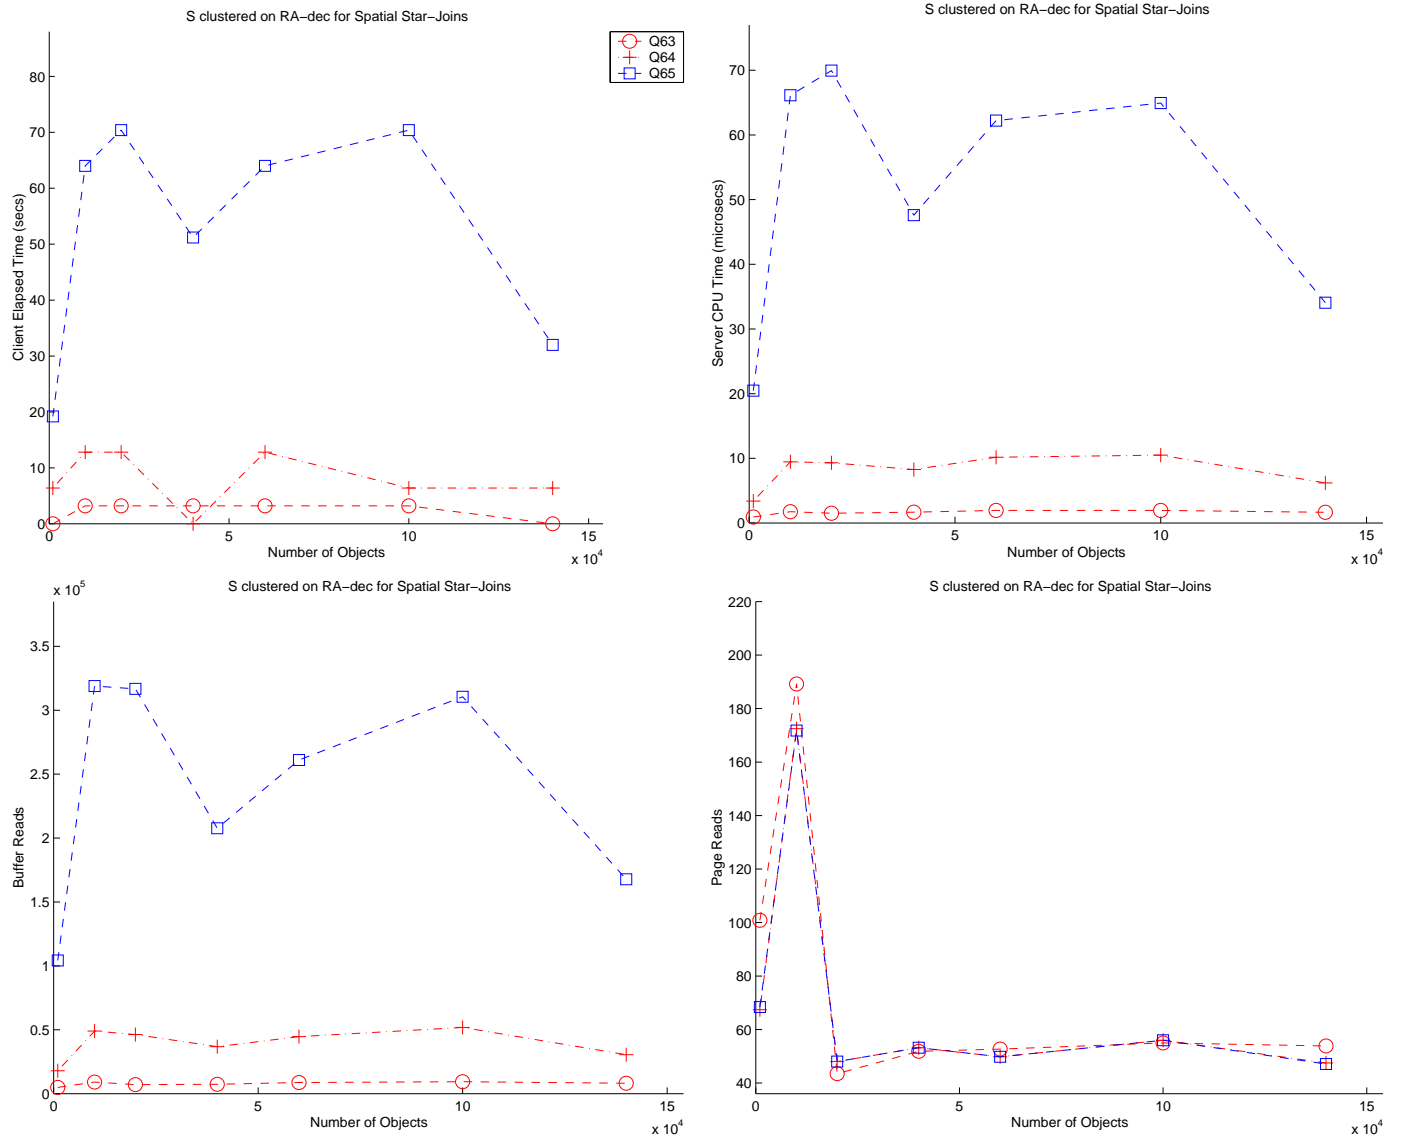 S clustered on RA−dec for Spatial Star−Joins
Q63
Q64
Q65
80
70
60
50
40
30
20
10
0
Client Elapsed Time (secs)
5
10
15
Number of Objects
x 10^4
S clustered on RA−dec for Spatial Star−Joins
70
60
50
40
30
20
10
0
Server CPU Time (microsecs)
0
5
10
15
Number of Objects
x 10^4
x 10^5
S clustered on RA−dec for Spatial Star−Joins
3.5
3
2.5
2
1.5
1
0.5
0
Buffer Reads
0
5
10
15
Number of Objects
x 10^4
S clustered on RA−dec for Spatial Star−Joins
220
200
180
160
140
120
100
80
60
40
Page Reads
0
5
10
15
Number of Objects
x 10^4